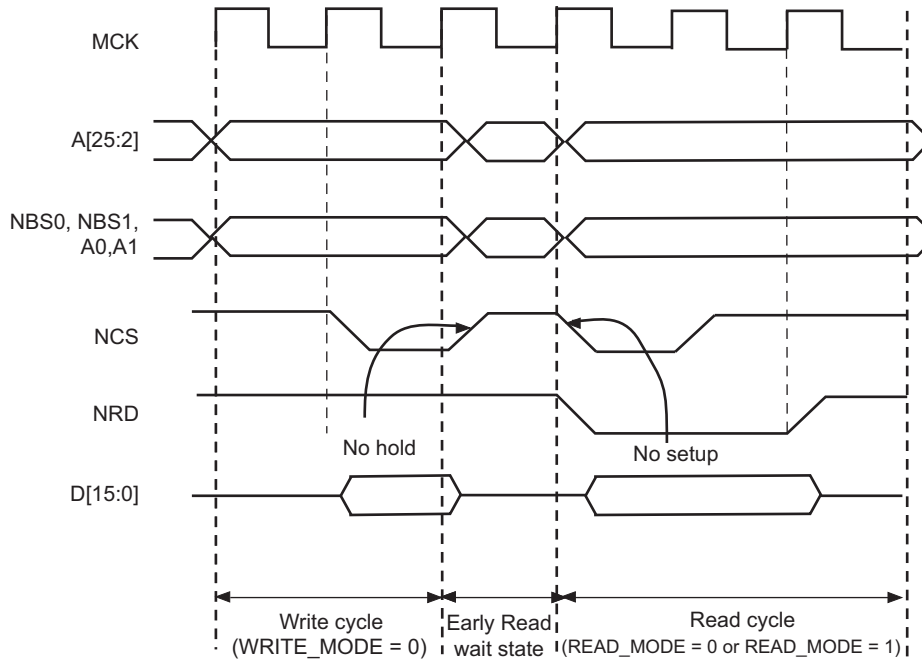 MCK
A[25:2]
NBS0, NBS1,
A0,A1
NCS
NRD
No hold
No setup
D[15:0]
Write cycle
(WRITE_MODE = 0)
Early Read
wait state
Read cycle
(READ_MODE = 0 or READ_MODE = 1)